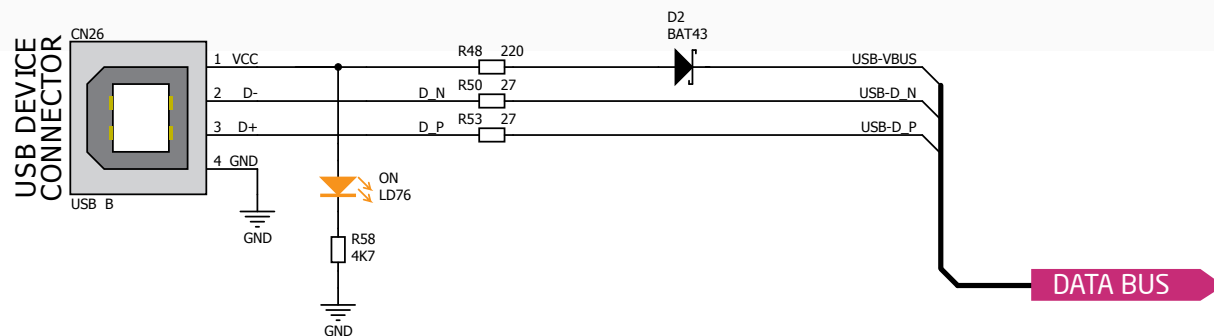 USB DEVICE
CONNECTOR
CN26
1 VCC
2 D-
3 D+
4 GND
USB B
GND
D_N
D_P
R48 220
R50 27
R53 27
D2
BAT43
USB-VBUS
USB-D_N
USB-D_P
ON
LD76
R58
4K7
GND
DATA BUS